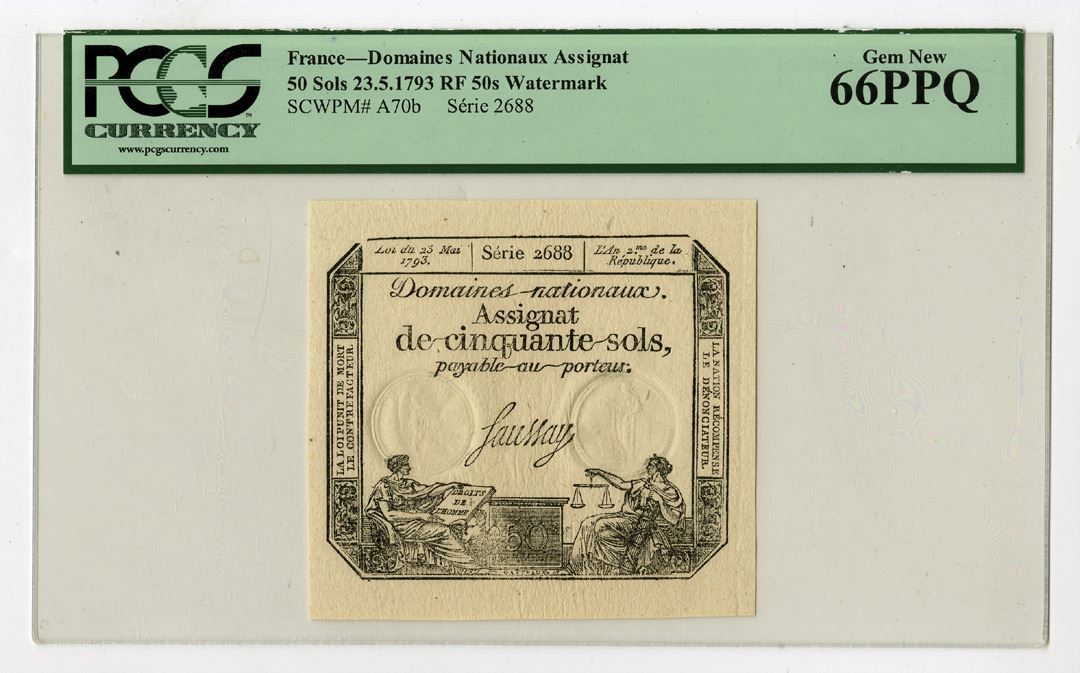 PCGS
CURRENCY
www.pcgscurrency.com
France—Domaines Nationaux Assignat
50 Sols 23.5.1793 RF 50s Watermark
SCWPM# A70b Série 2688
Gem New
66PPQ
Loi du 23 Mai
1793.
Série 2688
L'An 2.me de la
République.
Domaines nationaux.
Assignat
de cinquante sols,
payable au porteur.
LA LOI PUNIT DE MORT
LE CONTREFACTEUR.
LA NATION RÉCOMPENSE
LE DÉNONCIATEUR.
Saussay
DROITS
DE
L'HOMME
50